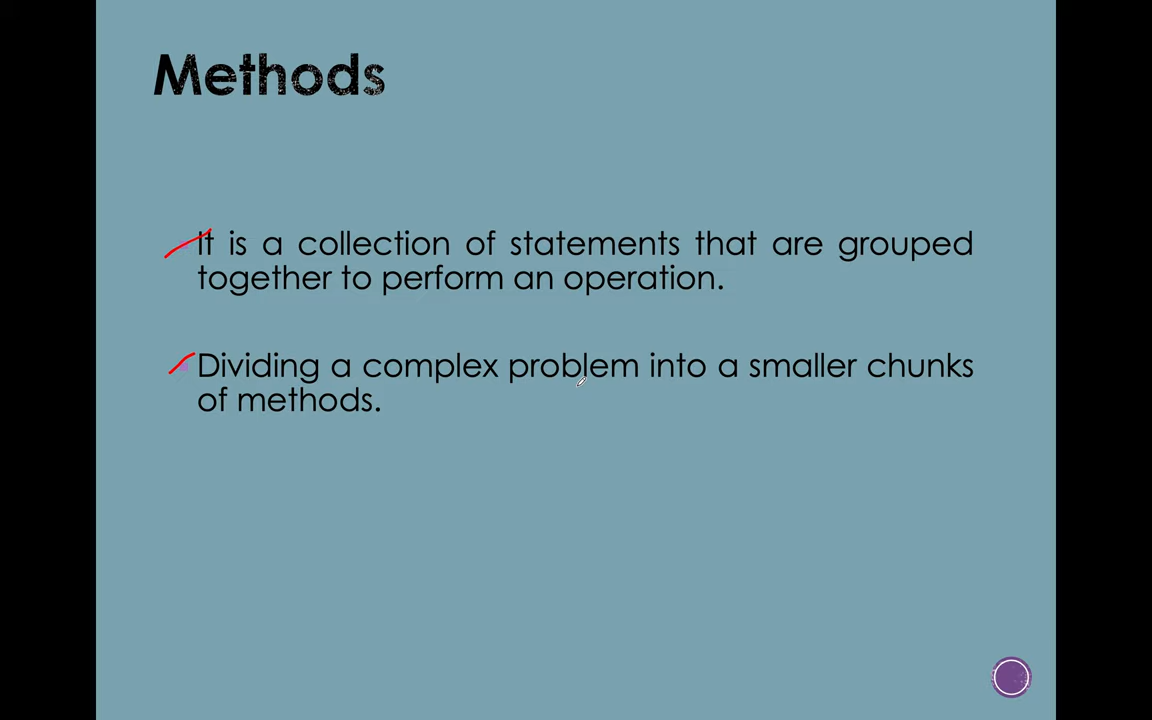 Methods
It is a collection of statements that are grouped
together to perform an operation.
Dividing a complex problem into a smaller chunks
of methods.